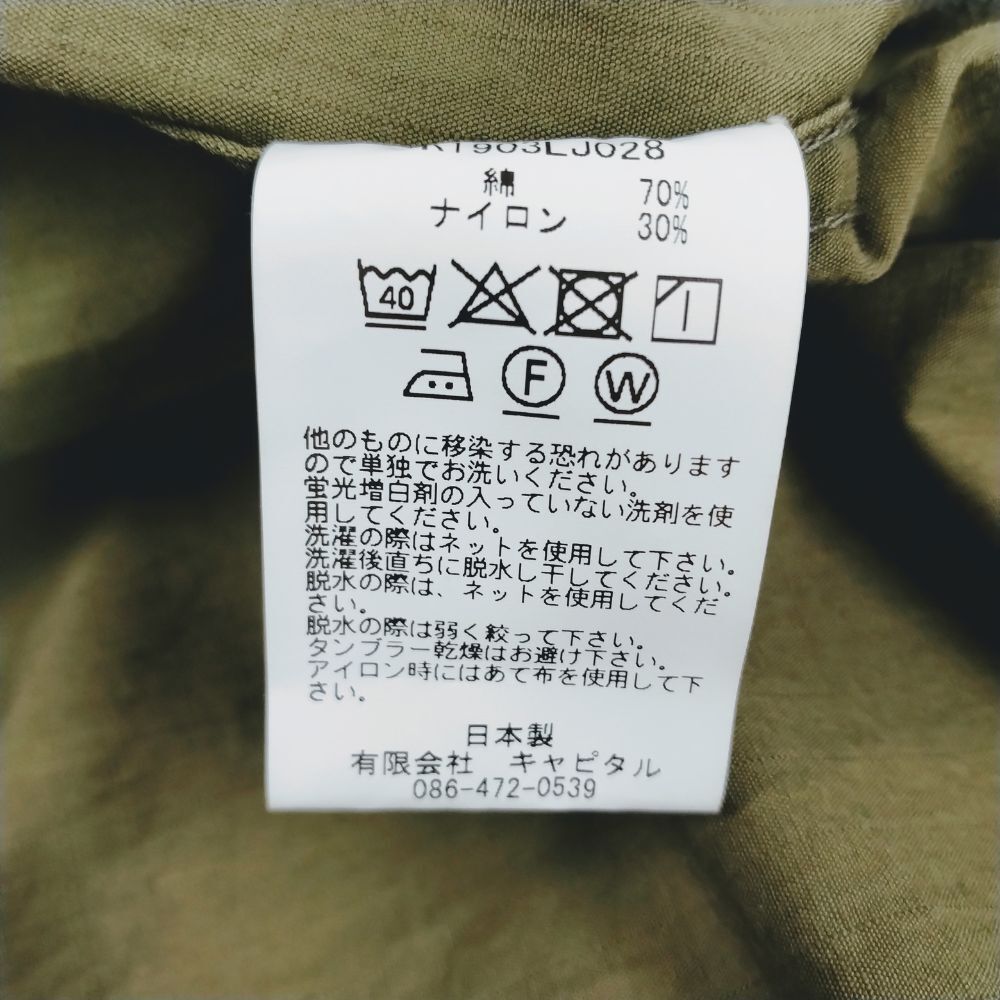 K1903LJ028
綿 70%
ナイロン 30%
40
F W
他のものに移染する恐れがあります
ので単独でお洗いください。
蛍光増白剤の入っていない洗剤を使
用してください。
洗濯の際はネットを使用して下さい。
洗濯後直ちに脱水し干してください。
脱水の際は、ネットを使用してくだ
さい。
脱水の際は弱く絞って下さい。
タンブラー乾燥はお避け下さい。
アイロン時にはあて布を使用して下
さい。
日本製
有限会社 キャピタル
086-472-0539